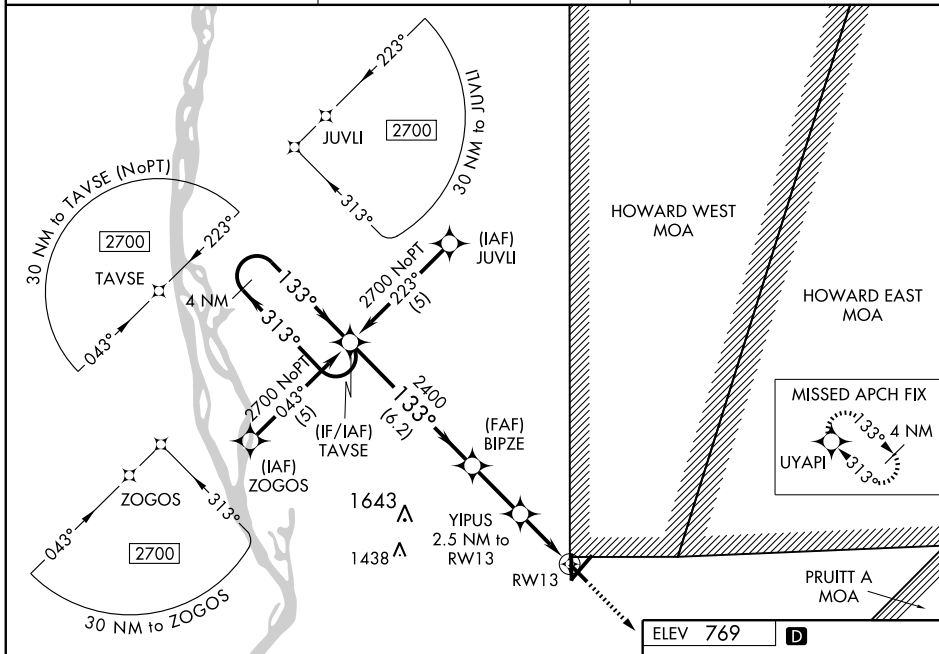 223°
JUVLI
2700
30 NM to JUVLI
313°
30 NM to TAVSE (NoPT)
2700
223°
TAVSE
043°
4 NM
133°
313°
2700 NoPT
223°
(5)
(IAF)
JUVLI
2700 NoPT
043°
(5)
(IF/IAF)
TAVSE
(IAF)
ZOGOS
2400
133°
(6.2)
(FAF)
BIPZE
YIPUS
2.5 NM to
RW13
RW13
1643
1438
ZOGOS
043°
313°
2700
30 NM to ZOGOS
HOWARD WEST
MOA
HOWARD EAST
MOA
MISSED APCH FIX
133°
4 NM
UYAPI
313°
PRUITT A
MOA
ELEV 769
D